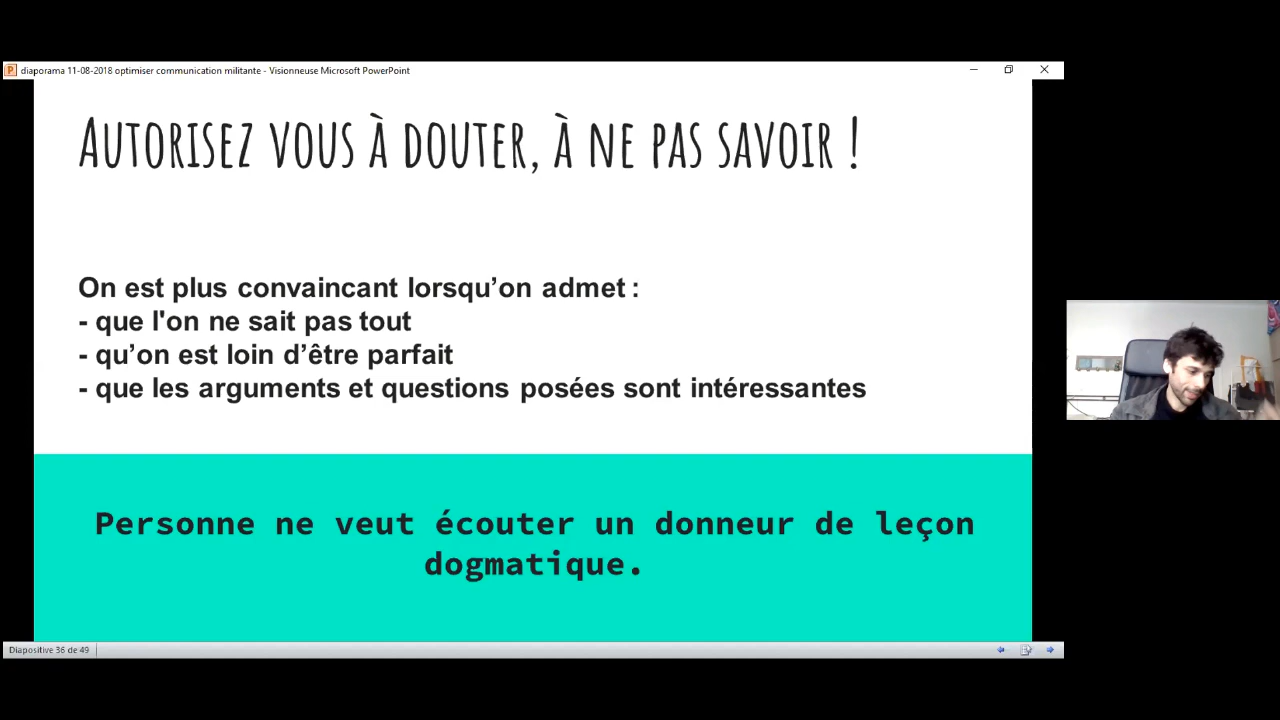 diaporama 11-08-2018 optimiser communication militante - Visionneuse Microsoft PowerPoint
Autorisez vous à douter, à ne pas savoir !
On est plus convaincant lorsqu’on admet :
- que l'on ne sait pas tout
- qu’on est loin d’être parfait
- que les arguments et questions posées sont intéressantes
Personne ne veut écouter un donneur de leçon
dogmatique.
Diapositive 36 de 49